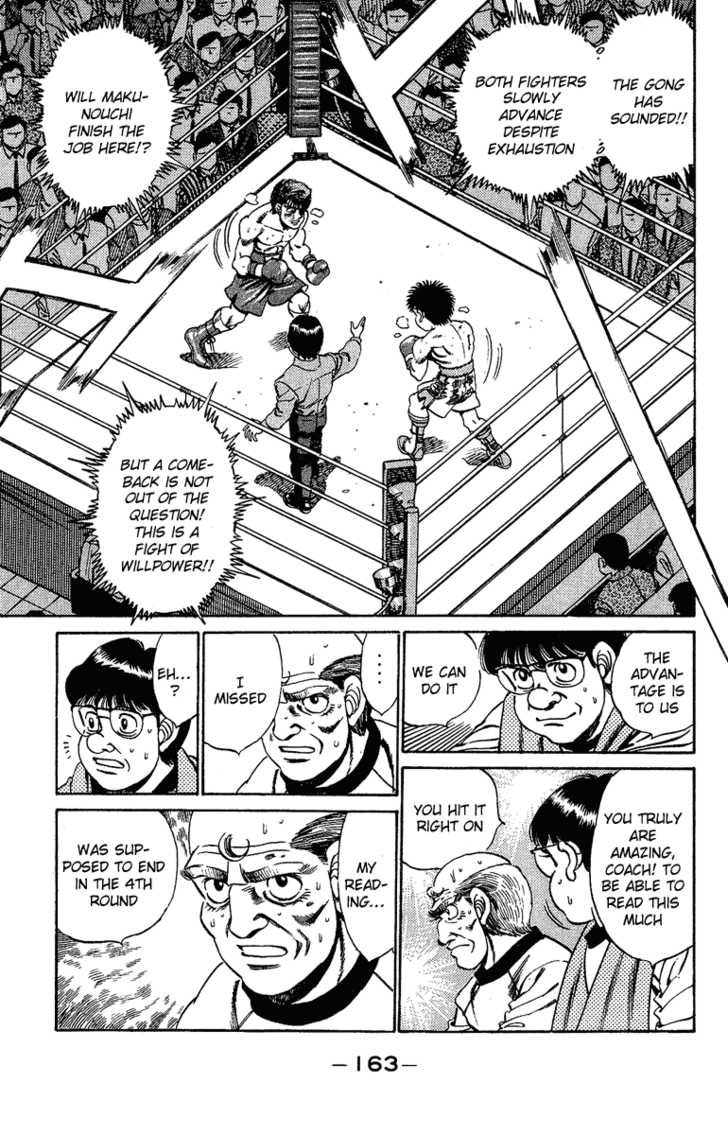 THE GONG
HAS
SOUNDED!!
BOTH FIGHTERS
SLOWLY
ADVANCE
DESPITE
EXHAUSTION
WILL MAKU-
NOUCHI
FINISH THE
JOB HERE!?
BUT A COME-
BACK IS NOT
OUT OF THE
QUESTION!
THIS IS A
FIGHT OF
WILLPOWER!!
THE
ADVAN-
TAGE IS
TO US
WE CAN
DO IT
....
I
MISSED
EH...
?
YOU TRULY
ARE
AMAZING,
COACH! TO
BE ABLE TO
READ THIS
MUCH
YOU HIT IT
RIGHT ON
MY
READ-
ING...
WAS SUP-
POSED TO END
IN THE 4TH
ROUND
-163-